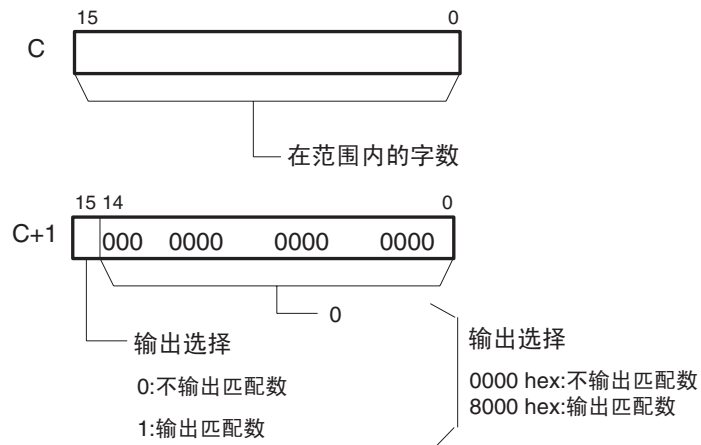 15 0
C
在范围内的字数
15 14 0
C+1 000 0000 0000 0000
0
输出选择
0:不输出匹配数
1:输出匹配数
输出选择
0000 hex:不输出匹配数
8000 hex:输出匹配数